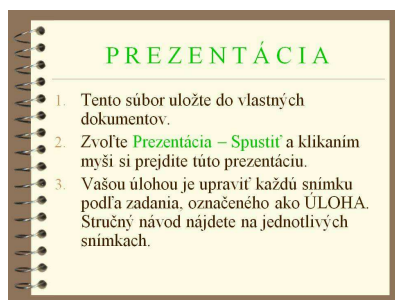 PREZENTÁCIA
1. Tento súbor uložte do vlastných
dokumentov.
2. Zvoľte Prezentácia – Spustiť a klikaním
myši si prejdite túto prezentáciu.
3. Vašou úlohou je upraviť každú snímku
podľa zadania, označeného ako ÚLOHA.
Stručný návod nájdete na jednotlivých
snímkach.